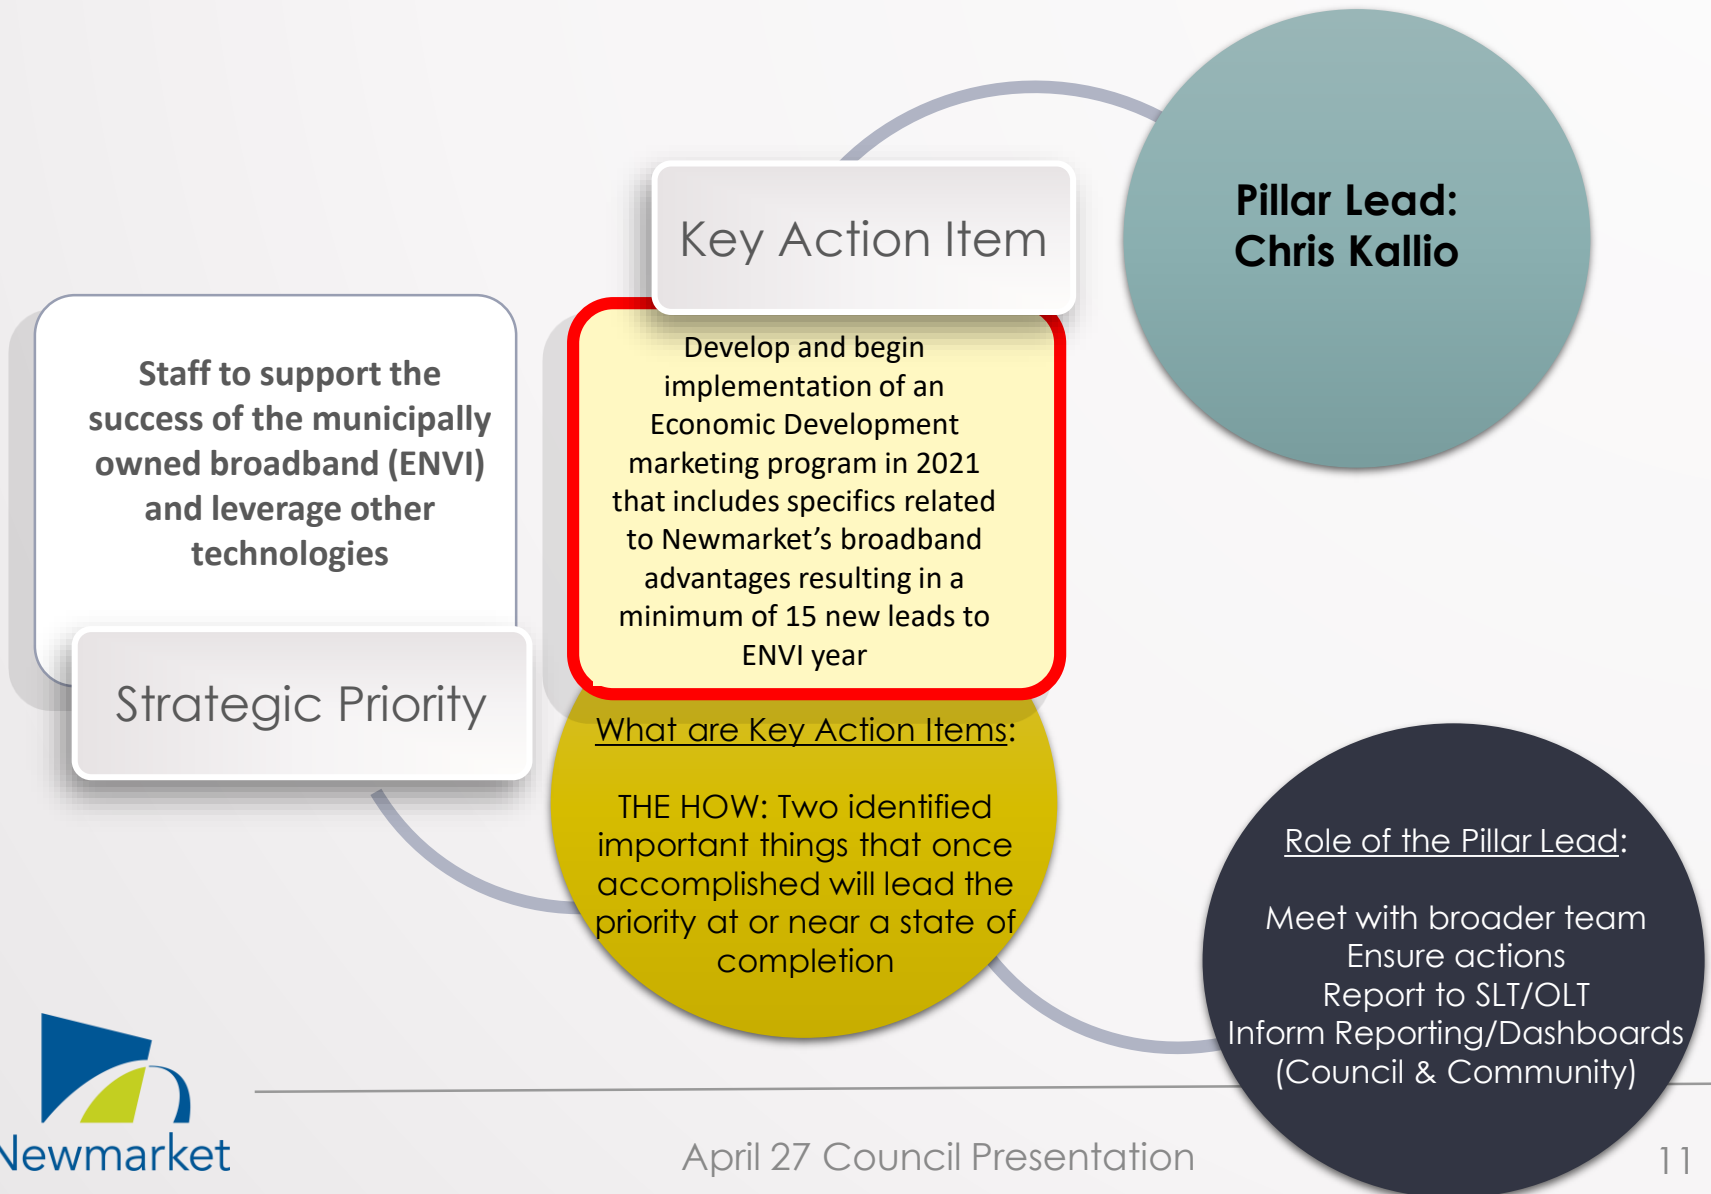 Key Action Item
Pillar Lead:
Chris Kallio
Staff to support the
success of the municipally
owned broadband (ENVI)
and leverage other
technologies
Strategic Priority
Develop and begin
implementation of an
Economic Development
marketing program in 2021
that includes specifics related
to Newmarket’s broadband
advantages resulting in a
minimum of 15 new leads to
ENVI year
What are Key Action Items:
THE HOW: Two identified
important things that once
accomplished will lead the
priority at or near a state of
completion
Role of the Pillar Lead:
Meet with broader team
Ensure actions
Report to SLT/OLT
Inform Reporting/Dashboards
(Council & Community)
Newmarket
April 27 Council Presentation
11